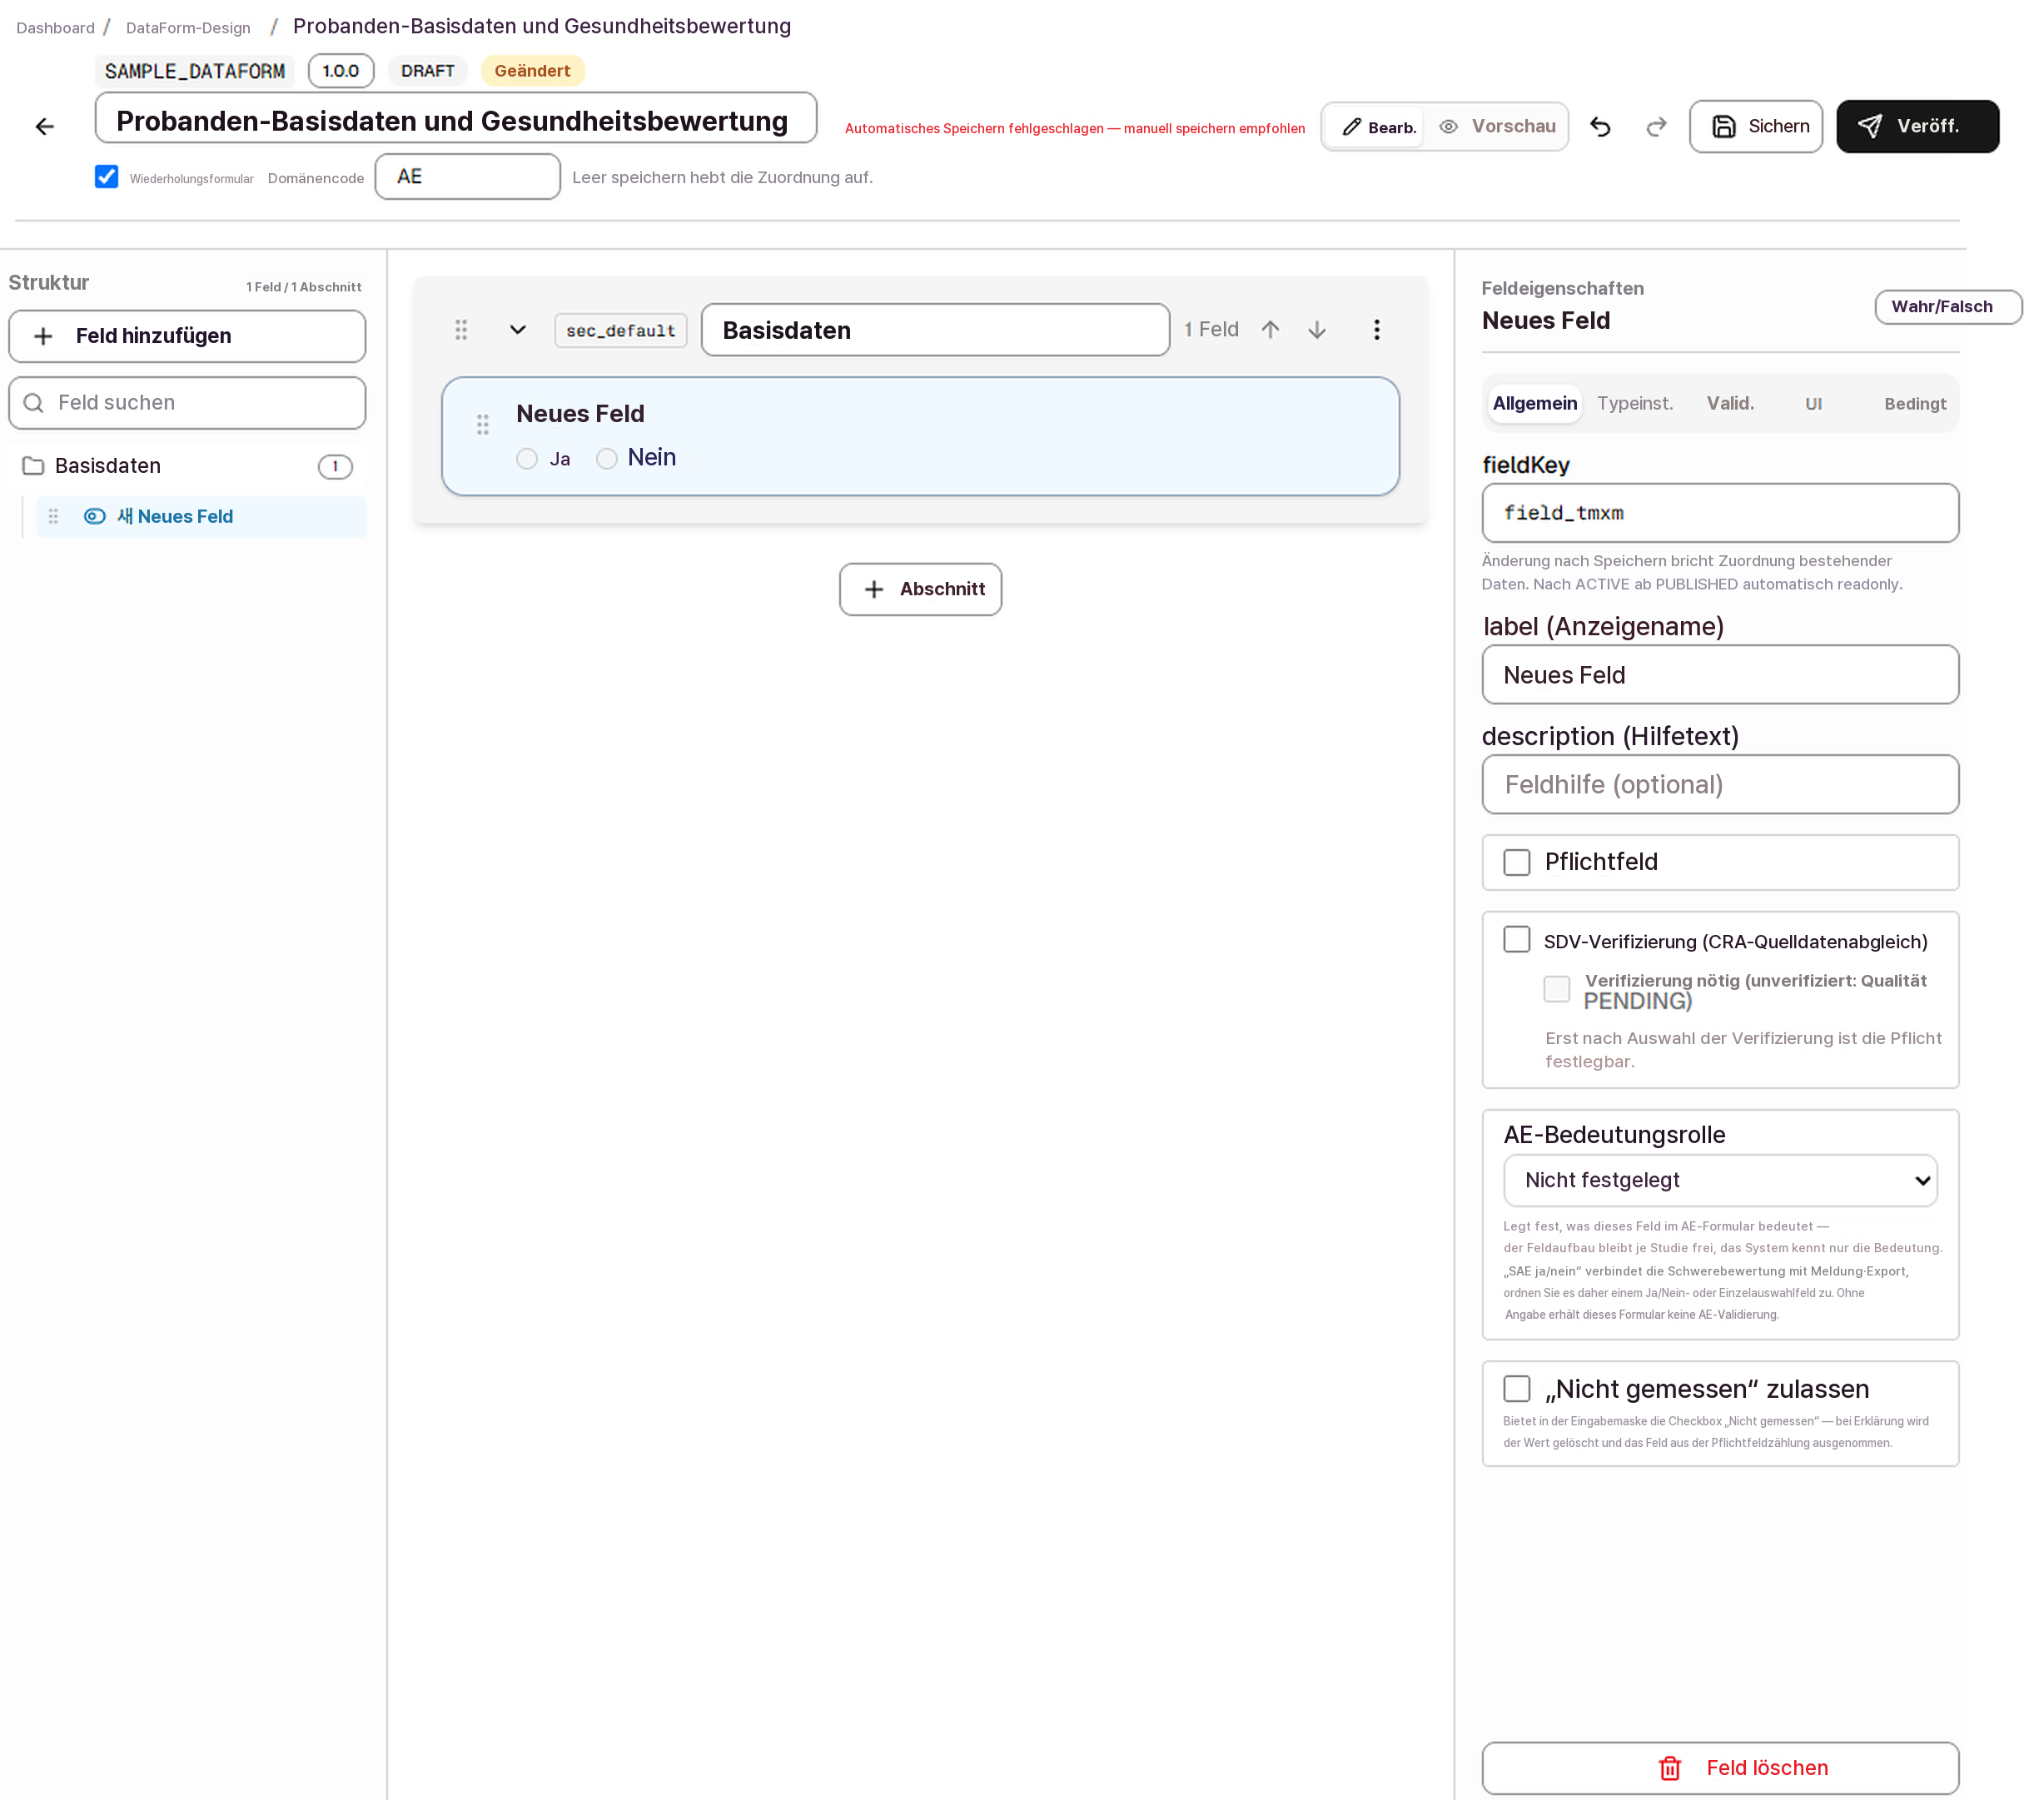 Dashboard / DataForm-Design / Probanden-Basisdaten und Gesundheitsbewertung
SAMPLE_DATAFORM 1.0.0 DRAFT Geändert
Probanden-Basisdaten und Gesundheitsbewertung
Automatisches Speichern fehlgeschlagen — manuell speichern empfohlen
Bearb. Vorschau Sichern Veröff.
Wiederholungsformular Domänencode AE Leer speichern hebt die Zuordnung auf.
Struktur 1 Feld / 1 Abschnitt
Feld hinzufügen
Feld suchen
Basisdaten 1
새 Neues Feld
sec_default Basisdaten 1 Feld
Neues Feld
Ja Nein
Abschnitt
Feldeigenschaften
Neues Feld
Wahr/Falsch
Allgemein Typeinst. Valid. UI Bedingt
fieldKey
field_tmxm
Änderung nach Speichern bricht Zuordnung bestehender
Daten. Nach ACTIVE ab PUBLISHED automatisch readonly.
label (Anzeigename)
Neues Feld
description (Hilfetext)
Feldhilfe (optional)
Pflichtfeld
SDV-Verifizierung (CRA-Quelldatenabgleich)
Verifizierung nötig (unverifiziert: Qualität
PENDING)
Erst nach Auswahl der Verifizierung ist die Pflicht
festlegbar.
AE-Bedeutungsrolle
Nicht festgelegt
Legt fest, was dieses Feld im AE-Formular bedeutet —
der Feldaufbau bleibt je Studie frei, das System kennt nur die Bedeutung.
„SAE ja/nein“ verbindet die Schwerebewertung mit Meldung·Export,
ordnen Sie es daher einem Ja/Nein- oder Einzelauswahlfeld zu. Ohne
Angabe erhält dieses Formular keine AE-Validierung.
„Nicht gemessen“ zulassen
Bietet in der Eingabemaske die Checkbox „Nicht gemessen“ — bei Erklärung wird
der Wert gelöscht und das Feld aus der Pflichtfeldzählung ausgenommen.
Feld löschen